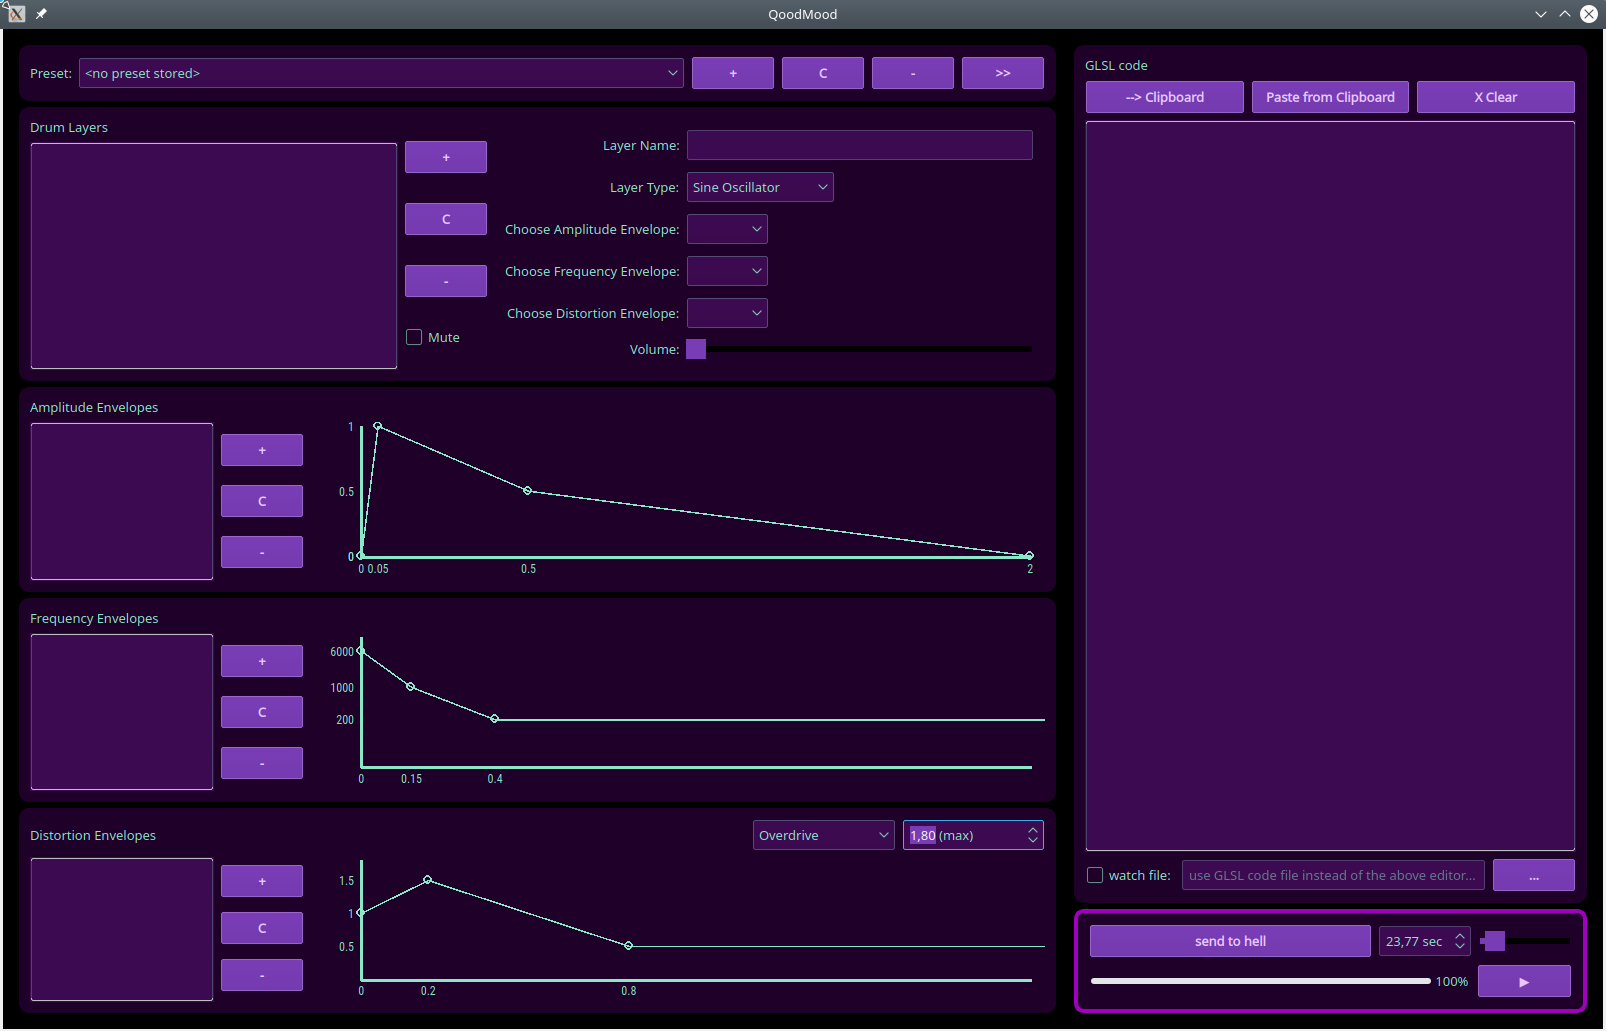 QoodMood
Preset: <no preset stored> + C - >>
Drum Layers
+
C
-
Mute
Layer Name:
Layer Type: Sine Oscillator
Choose Amplitude Envelope:
Choose Frequency Envelope:
Choose Distortion Envelope:
Volume:
Amplitude Envelopes
+
C
-
1
0.5
0
0 0.05 0.5 2
Frequency Envelopes
+
C
-
6000
1000
200
0 0.15 0.4
Distortion Envelopes
Overdrive 1,80 (max)
+
C
-
1.5
1
0.5
0 0.2 0.8
GLSL code
--> Clipboard Paste from Clipboard X Clear
watch file: use GLSL code file instead of the above editor... ...
send to hell 23,77 sec
100%